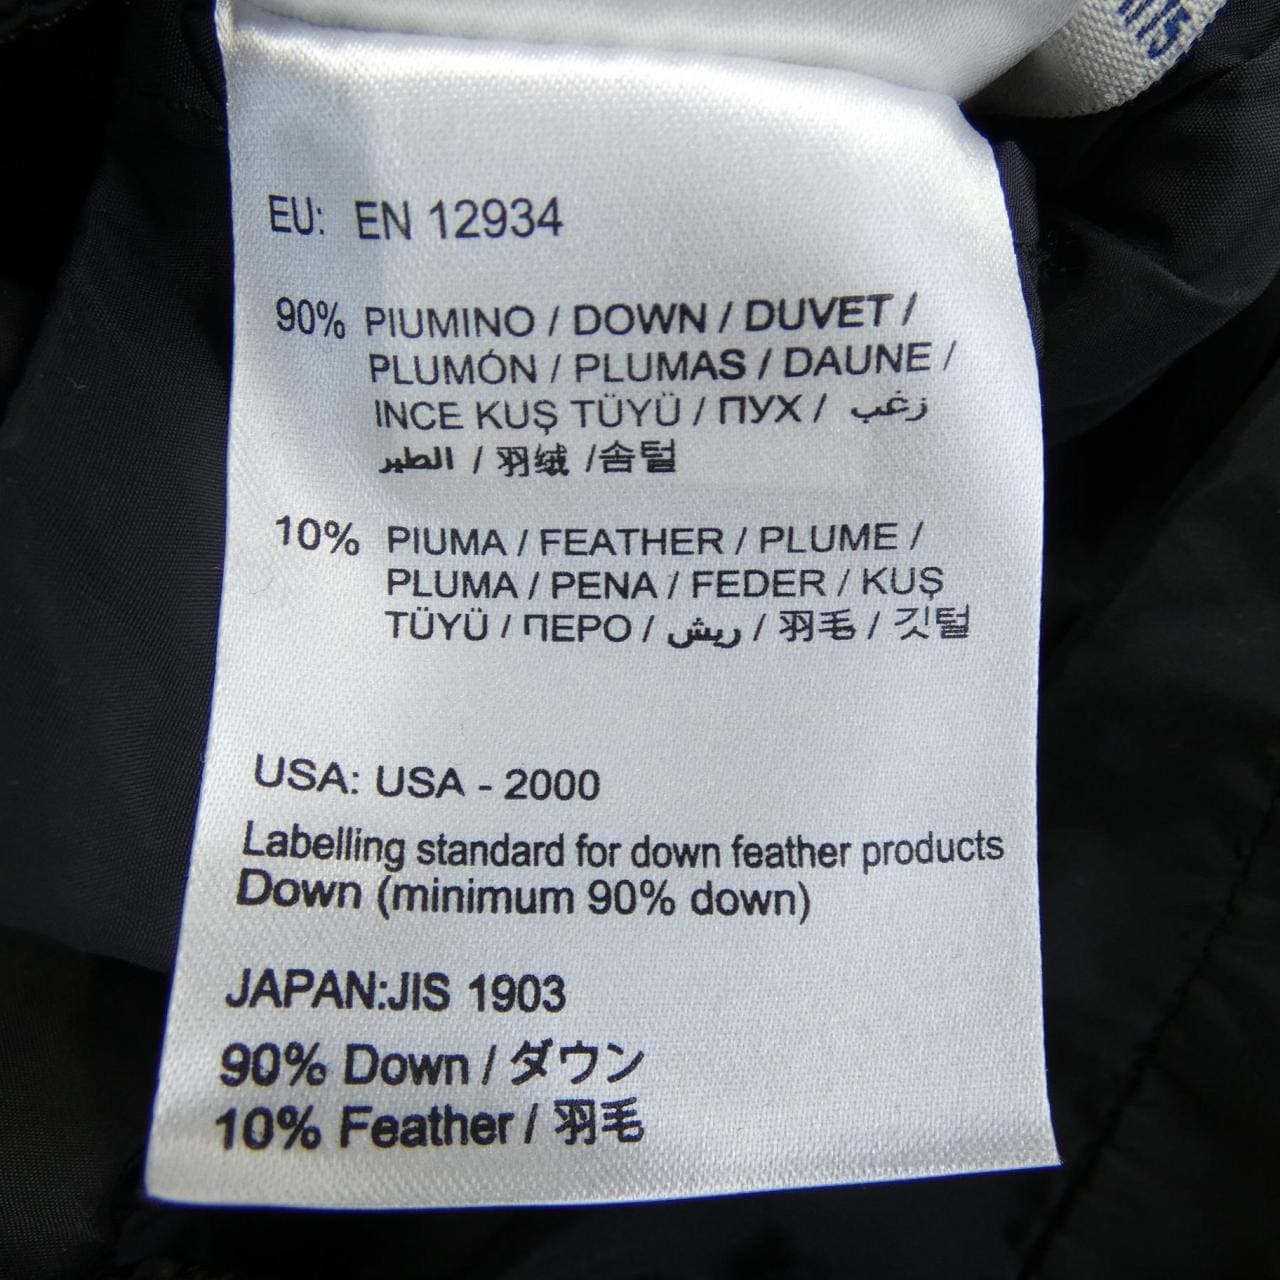 EU: EN 12934
90% PIUMINO / DOWN / DUVET /
PLUMÓN / PLUMAS / DAUNE /
INCE KUŞ TÜYÜ / ПУХ / زغب
الطير / 羽绒 /솜털
10% PIUMA / FEATHER / PLUME /
PLUMA / PENA / FEDER / KUŞ
TÜYÜ / ПЕРО / ريش / 羽毛 / 깃털
USA: USA - 2000
Labelling standard for down feather products
Down (minimum 90% down)
JAPAN:JIS 1903
90% Down / ダウン
10% Feather / 羽毛